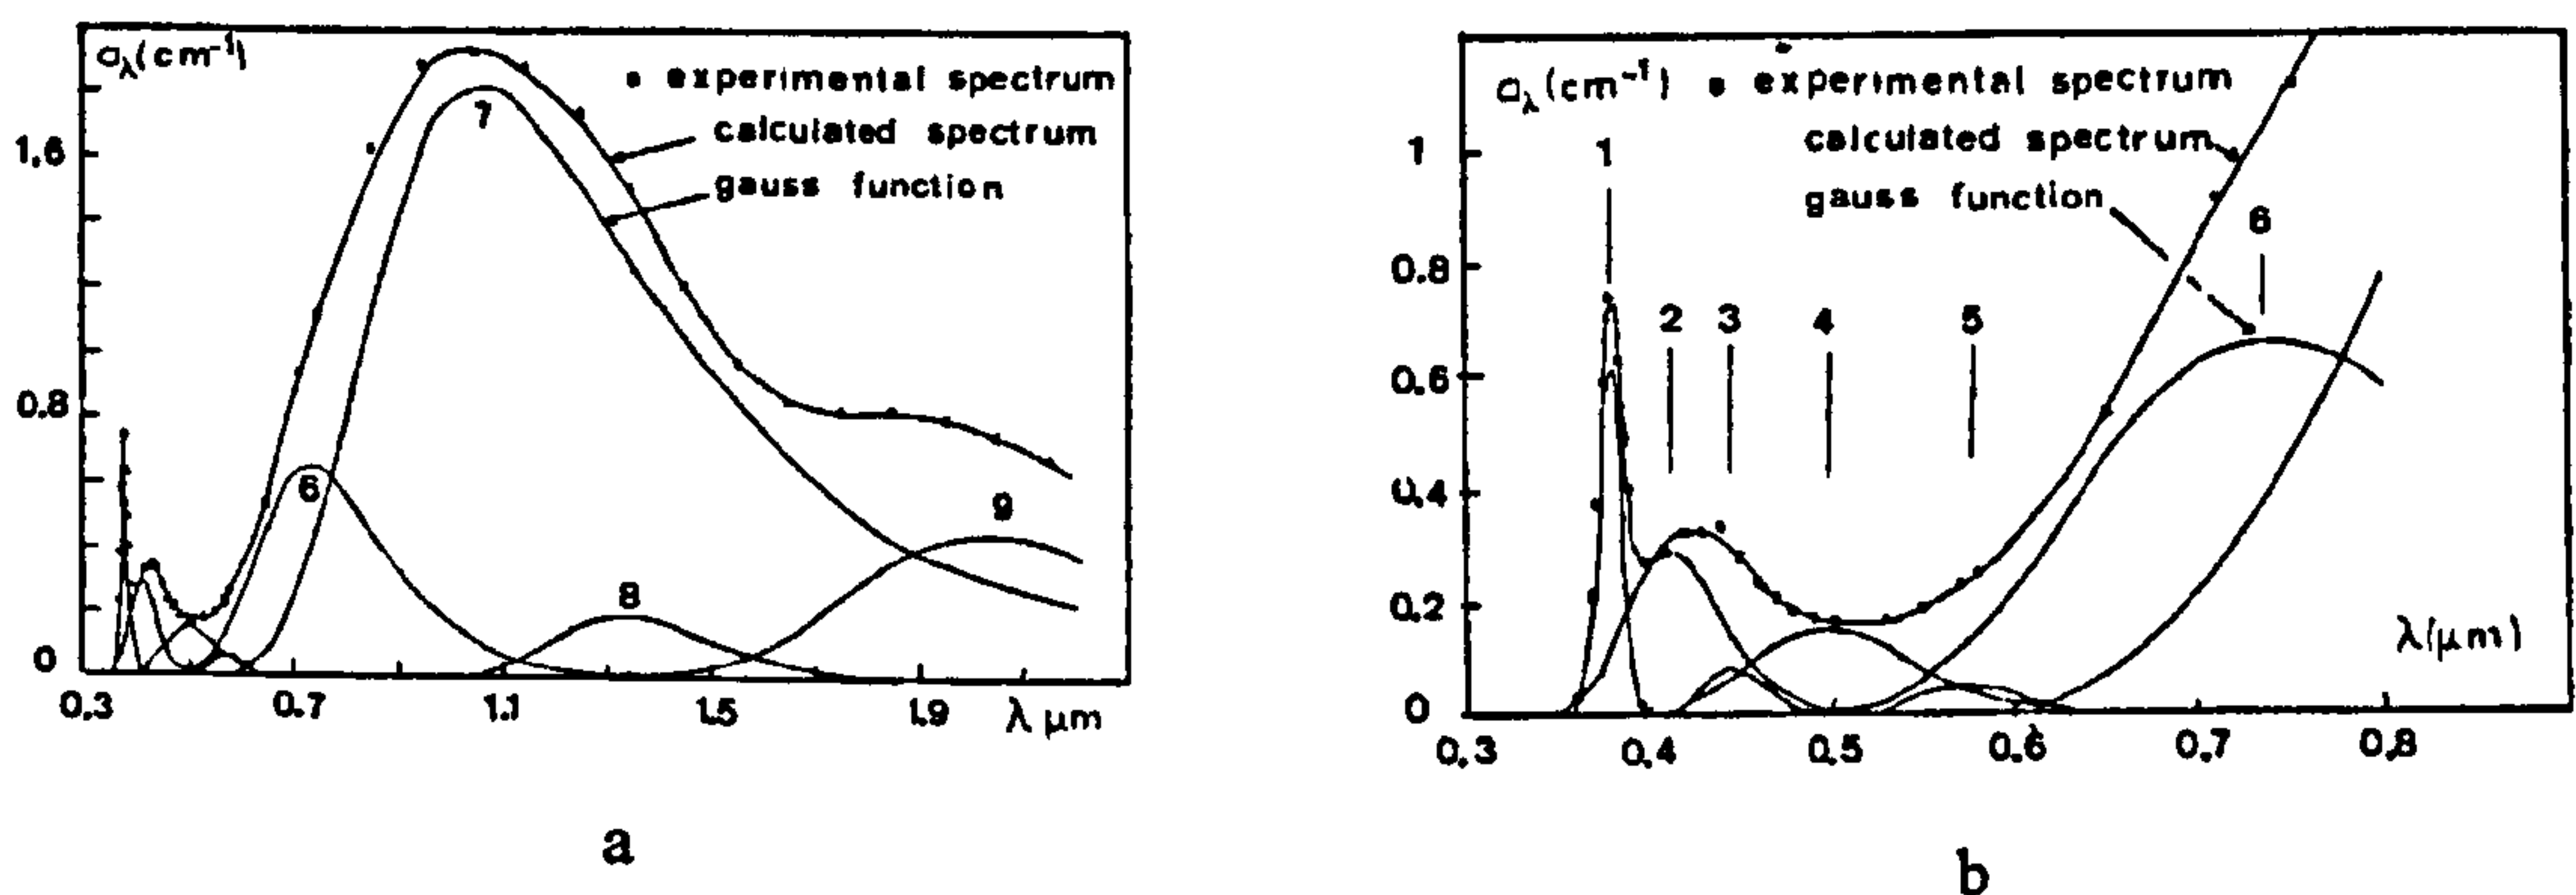 aλ(cm⁻¹)
• experimental spectrum
calculated spectrum
gauss function
1.6
0.8
0
7
6
8
9
0.3 0.7 1.1 1.5 1.9 λ μm
a
aλ(cm⁻¹) • experimental spectrum
calculated spectrum
gauss function
1
0.8
0.6
0.4
0.2
0
1
2 3 4 5
6
λ(μm)
0.3 0.4 0.5 0.6 0.7 0.8
b